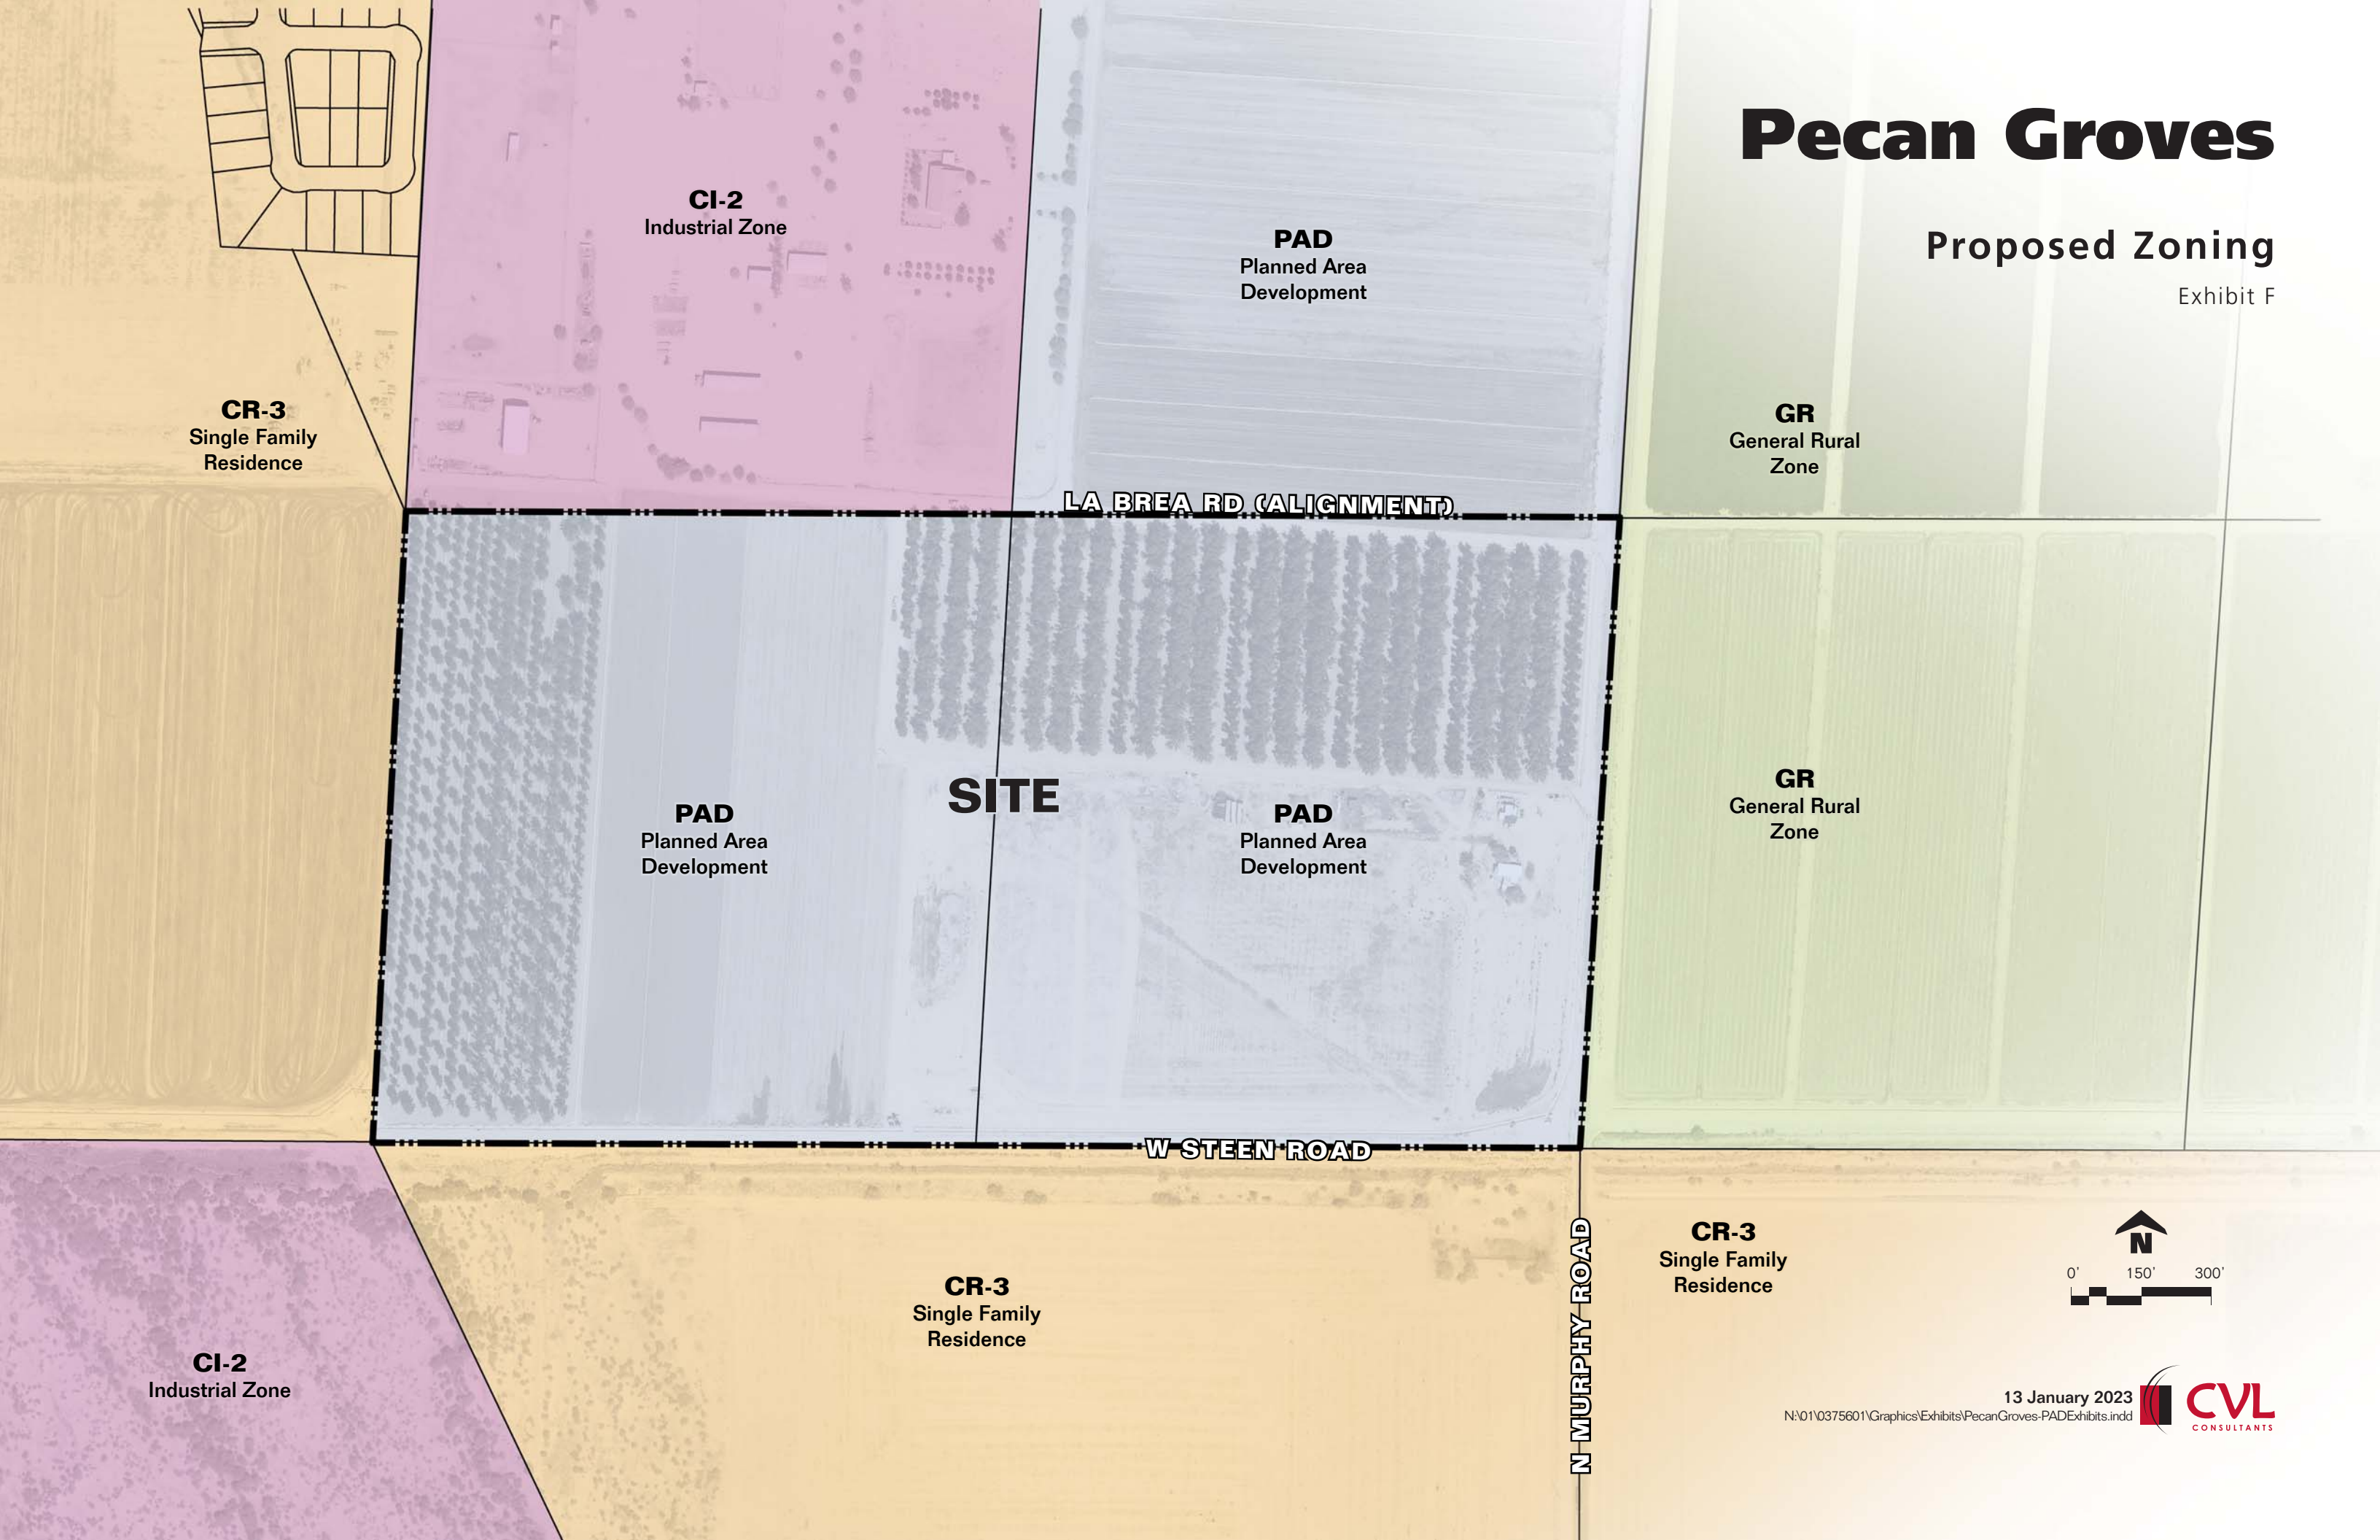 Pecan Groves
Proposed Zoning
Exhibit F
CI-2
Industrial Zone
PAD
Planned Area
Development
CR-3
Single Family
Residence
GR
General Rural
Zone
LA BREA RD (ALIGNMENT)
SITE
PAD
Planned Area
Development
PAD
Planned Area
Development
GR
General Rural
Zone
W STEEN ROAD
N MURPHY ROAD
CR-3
Single Family
Residence
CR-3
Single Family
Residence
CI-2
Industrial Zone
N
0' 150' 300'
13 January 2023
N:\01\0375601\Graphics\Exhibits\PecanGroves-PADExhibits.indd
CVL
CONSULTANTS